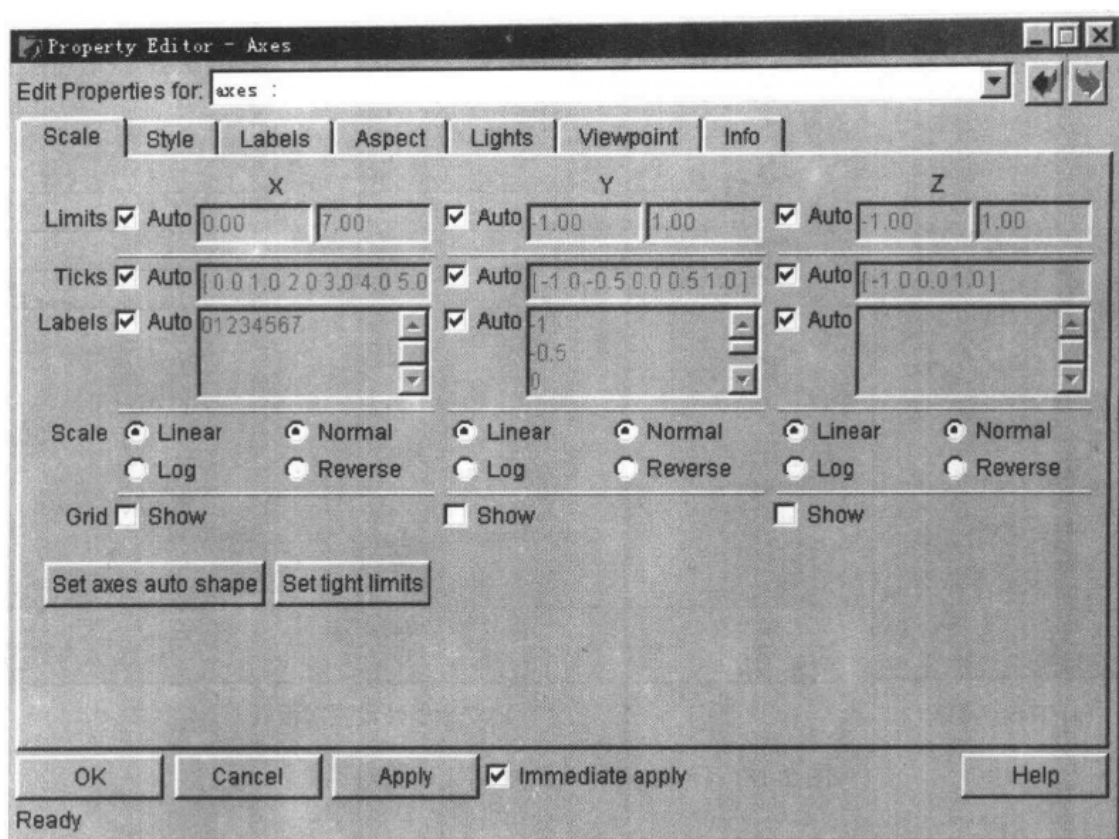 Property Editor - Axes
Edit Properties for: axes :
Scale Style Labels Aspect Lights Viewpoint Info
X Y Z
Limits Auto 0.00 7.00 Auto -1.00 1.00 Auto -1.00 1.00
Ticks Auto [0.0 1.0 2.0 3.0 4.0 5.0 Auto [-1.0 -0.5 0.0 0.5 1.0] Auto [-1.0 0.0 1.0]
Labels Auto 01234567 Auto -1 Auto
-0.5
0
Scale Linear Normal Linear Normal Linear Normal
Log Reverse Log Reverse Log Reverse
Grid Show Show Show
Set axes auto shape Set tight limits
OK Cancel Apply Immediate apply Help
Ready